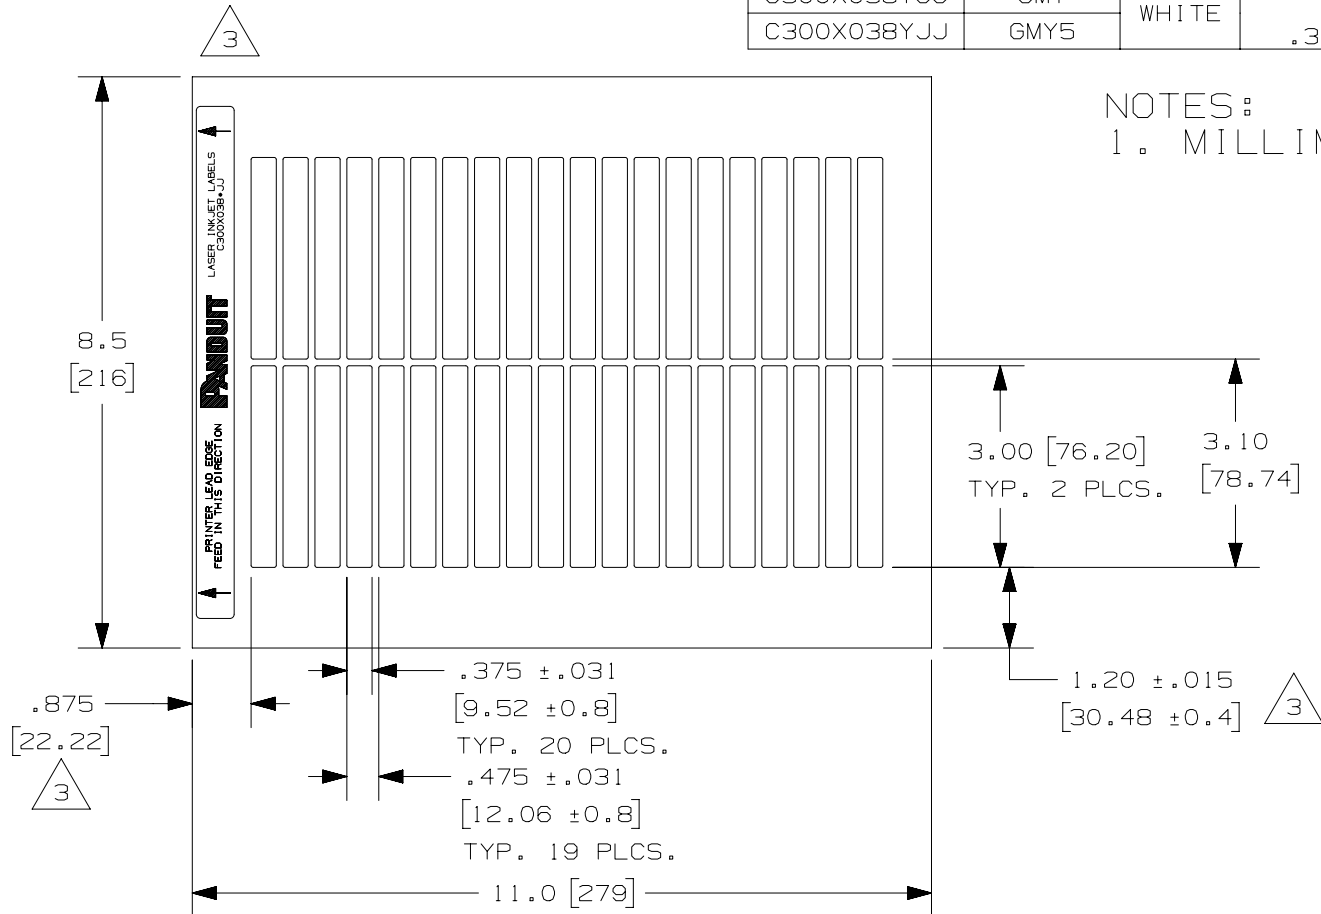 C300X038YJJ GMY5 WHITE .3
3
NOTES:
1. MILLIM
LASER INKJET LABELS
C300X038*JJ
PANDUIT
PRINTER LEAD EDGE
FEED IN THIS DIRECTION
8.5
[216]
3.00 [76.20]
TYP. 2 PLCS.
3.10
[78.74]
1.20 ±.015
[30.48 ±0.4]
3
.875
[22.22]
3
.375 ±.031
[9.52 ±0.8]
TYP. 20 PLCS.
.475 ±.031
[12.06 ±0.8]
TYP. 19 PLCS.
11.0 [279]